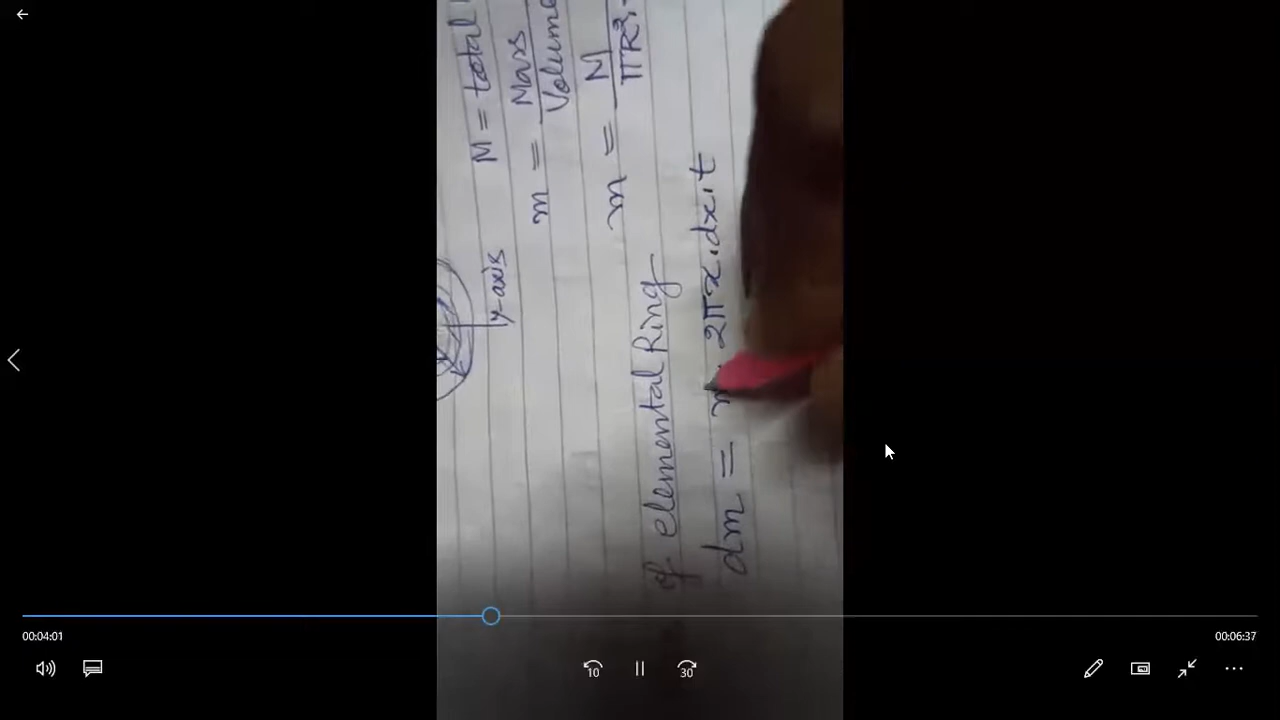 y-axis
M = total
m = Mass / Volume
m = M / πR².
of elemental Ring
dm = m. 2πx.dx.t
00:04:01
00:06:37
10
30